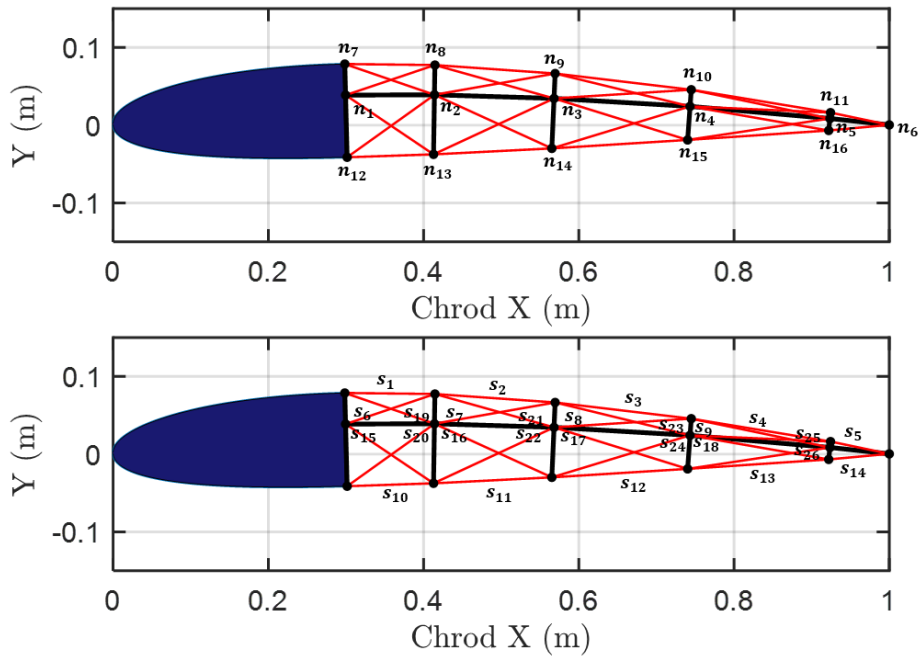 0.1
0
-0.1
Y (m)
n₇ n₈ n₉ n₁₀ n₁₁
n₁ n₂ n₃ n₄ n₅ n₆
n₁₂ n₁₃ n₁₄ n₁₅ n₁₆
0 0.2 0.4 0.6 0.8 1
Chrod X (m)
0.1
0
-0.1
Y (m)
s₁ s₂ s₃ s₄ s₅
s₆ s₁₉ s₇ s₂₁ s₈ s₂₃ s₉ s₂₅
s₁₅ s₂₀ s₁₆ s₂₂ s₁₇ s₂₄ s₁₈ s₂₆
s₁₀ s₁₁ s₁₂ s₁₃ s₁₄
0 0.2 0.4 0.6 0.8 1
Chrod X (m)